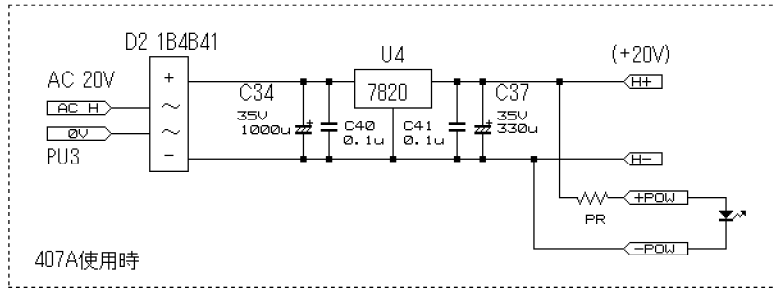 D2 1B4B41
U4
(+20V)
AC 20V
+
7820
H+
C34
C37
AC H
~
35V
1000u
+
C40
0.1u
C41
0.1u
+
35V
330u
0V
~
PU3
-
H-
+POW
PR
-POW
407A使用時